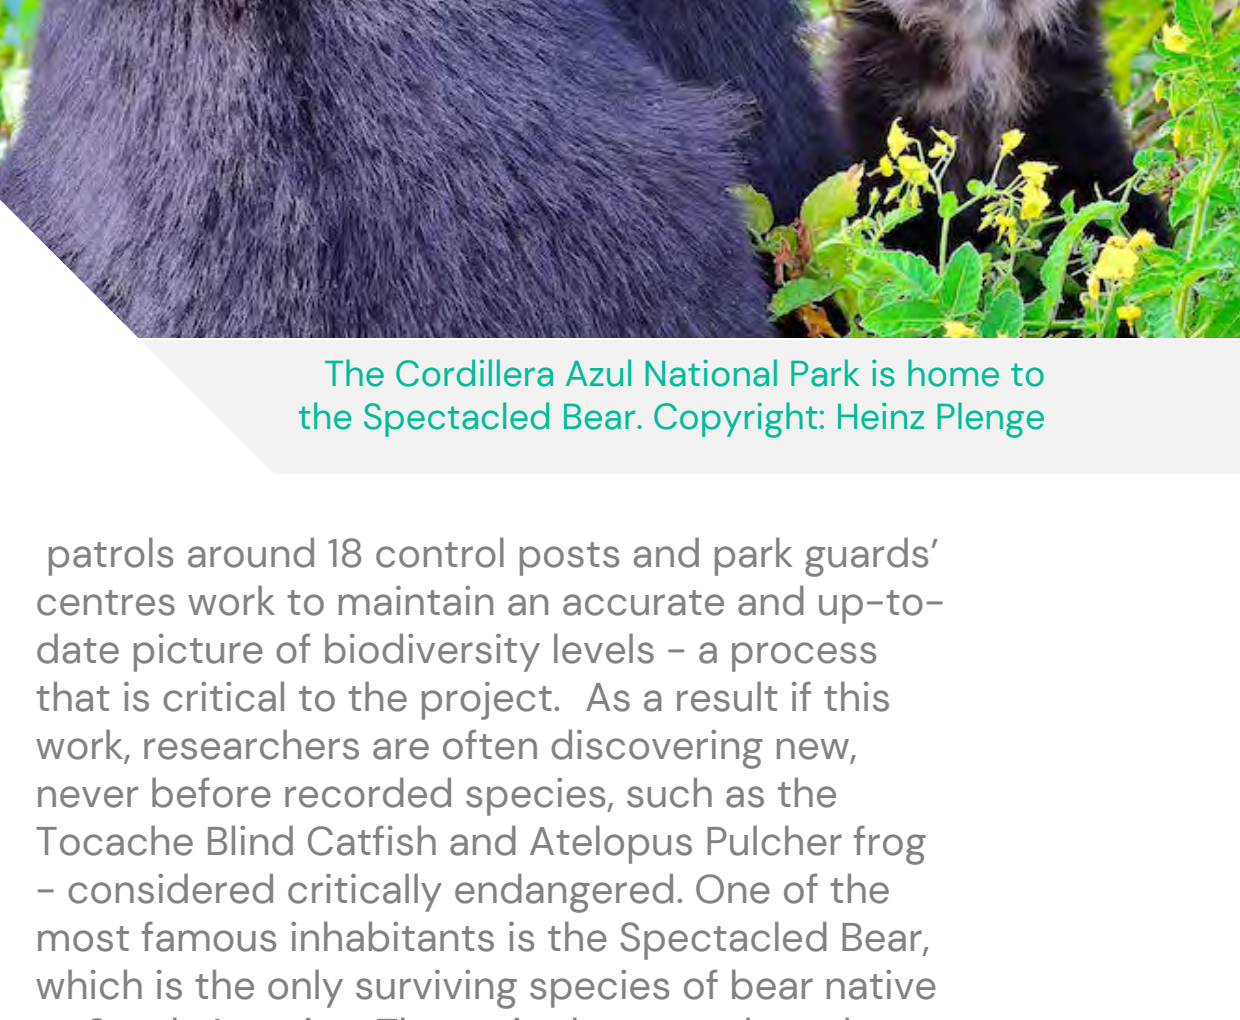 The Cordillera Azul National Park is home to
the Spectacled Bear. Copyright: Heinz Plenge
patrols around 18 control posts and park guards’
centres work to maintain an accurate and up-to-
date picture of biodiversity levels - a process
that is critical to the project.  As a result if this
work, researchers are often discovering new,
never before recorded species, such as the
Tocache Blind Catfish and Atelopus Pulcher frog
- considered critically endangered. One of the
most famous inhabitants is the Spectacled Bear,
which is the only surviving species of bear native